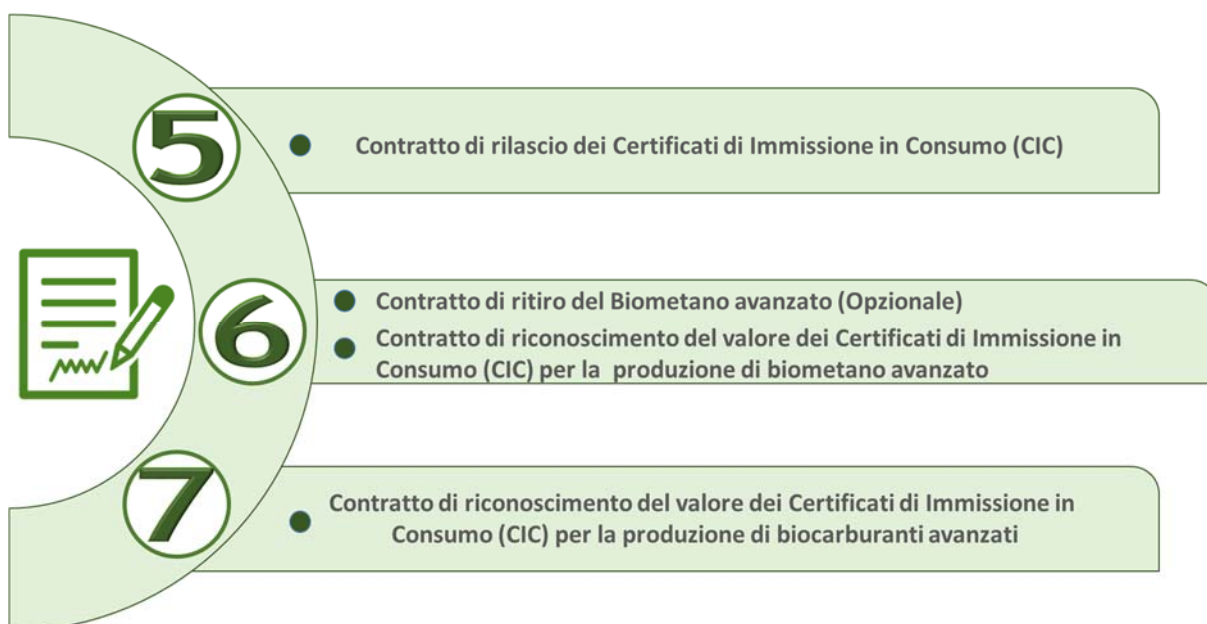 5
Contratto di rilascio dei Certificati di Immissione in Consumo (CIC)
6
Contratto di ritiro del Biometano avanzato (Opzionale)
Contratto di riconoscimento del valore dei Certificati di Immissione in
Consumo (CIC) per la produzione di biometano avanzato
7
Contratto di riconoscimento del valore dei Certificati di Immissione in
Consumo (CIC) per la produzione di biocarburanti avanzati